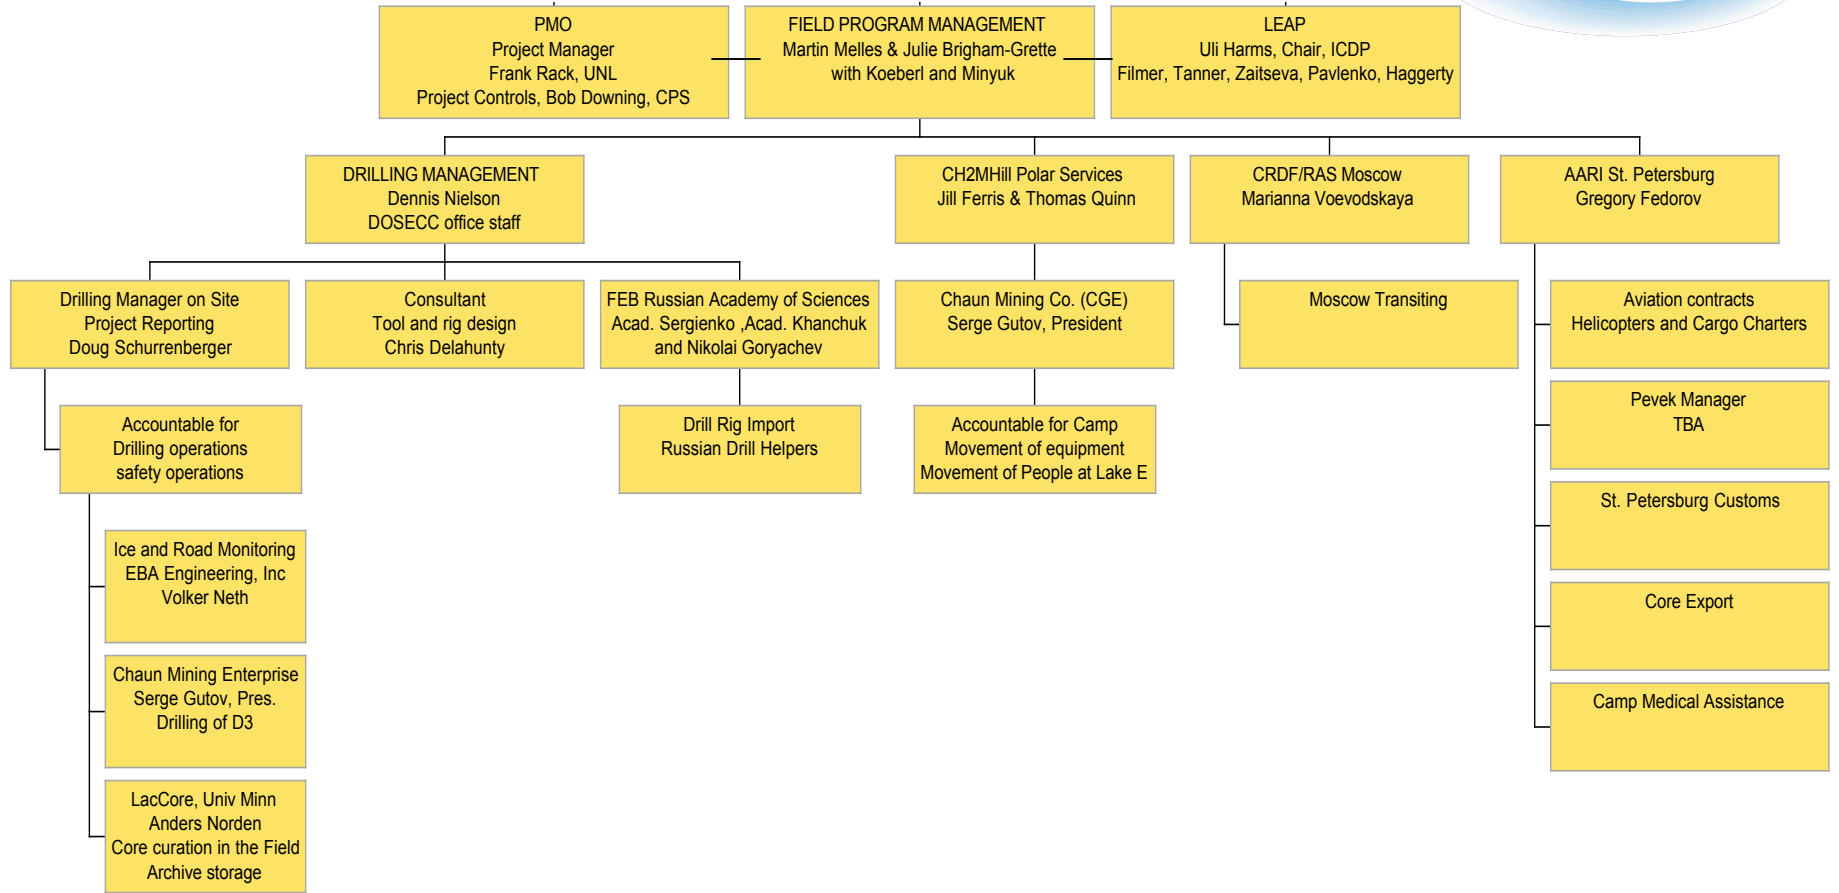 PMO
Project Manager
Frank Rack, UNL
Project Controls, Bob Downing, CPS
FIELD PROGRAM MANAGEMENT
Martin Melles & Julie Brigham-Grette
with Koeberl and Minyuk
LEAP
Uli Harms, Chair, ICDP
Filmer, Tanner, Zaitseva, Pavlenko, Haggerty
DRILLING MANAGEMENT
Dennis Nielson
DOSECC office staff
CH2MHill Polar Services
Jill Ferris & Thomas Quinn
CRDF/RAS Moscow
Marianna Voevodskaya
AARI St. Petersburg
Gregory Fedorov
Drilling Manager on Site
Project Reporting
Doug Schurrenberger
Consultant
Tool and rig design
Chris Delahunty
FEB Russian Academy of Sciences
Acad. Sergienko ,Acad. Khanchuk
and Nikolai Goryachev
Chaun Mining Co. (CGE)
Serge Gutov, President
Moscow Transiting
Aviation contracts
Helicopters and Cargo Charters
Accountable for
Drilling operations
safety operations
Drill Rig Import
Russian Drill Helpers
Accountable for Camp
Movement of equipment
Movement of People at Lake E
Pevek Manager
TBA
St. Petersburg Customs
Core Export
Camp Medical Assistance
Ice and Road Monitoring
EBA Engineering, Inc
Volker Neth
Chaun Mining Enterprise
Serge Gutov, Pres.
Drilling of D3
LacCore, Univ Minn
Anders Norden
Core curation in the Field
Archive storage